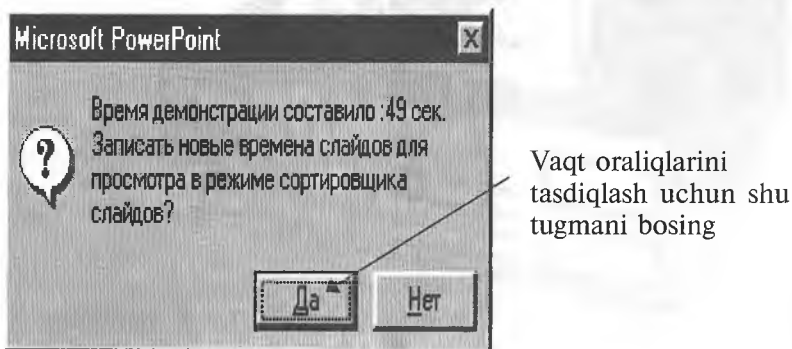 Microsoft PowerPoint
Время демонстрации составило :49 сек.
Записать новые времена слайдов для
просмотра в режиме сортировщика
слайдов?
Да
Нет
Vaqt oraliqlarini
tasdiqlash uchun shu
tugmani bosing